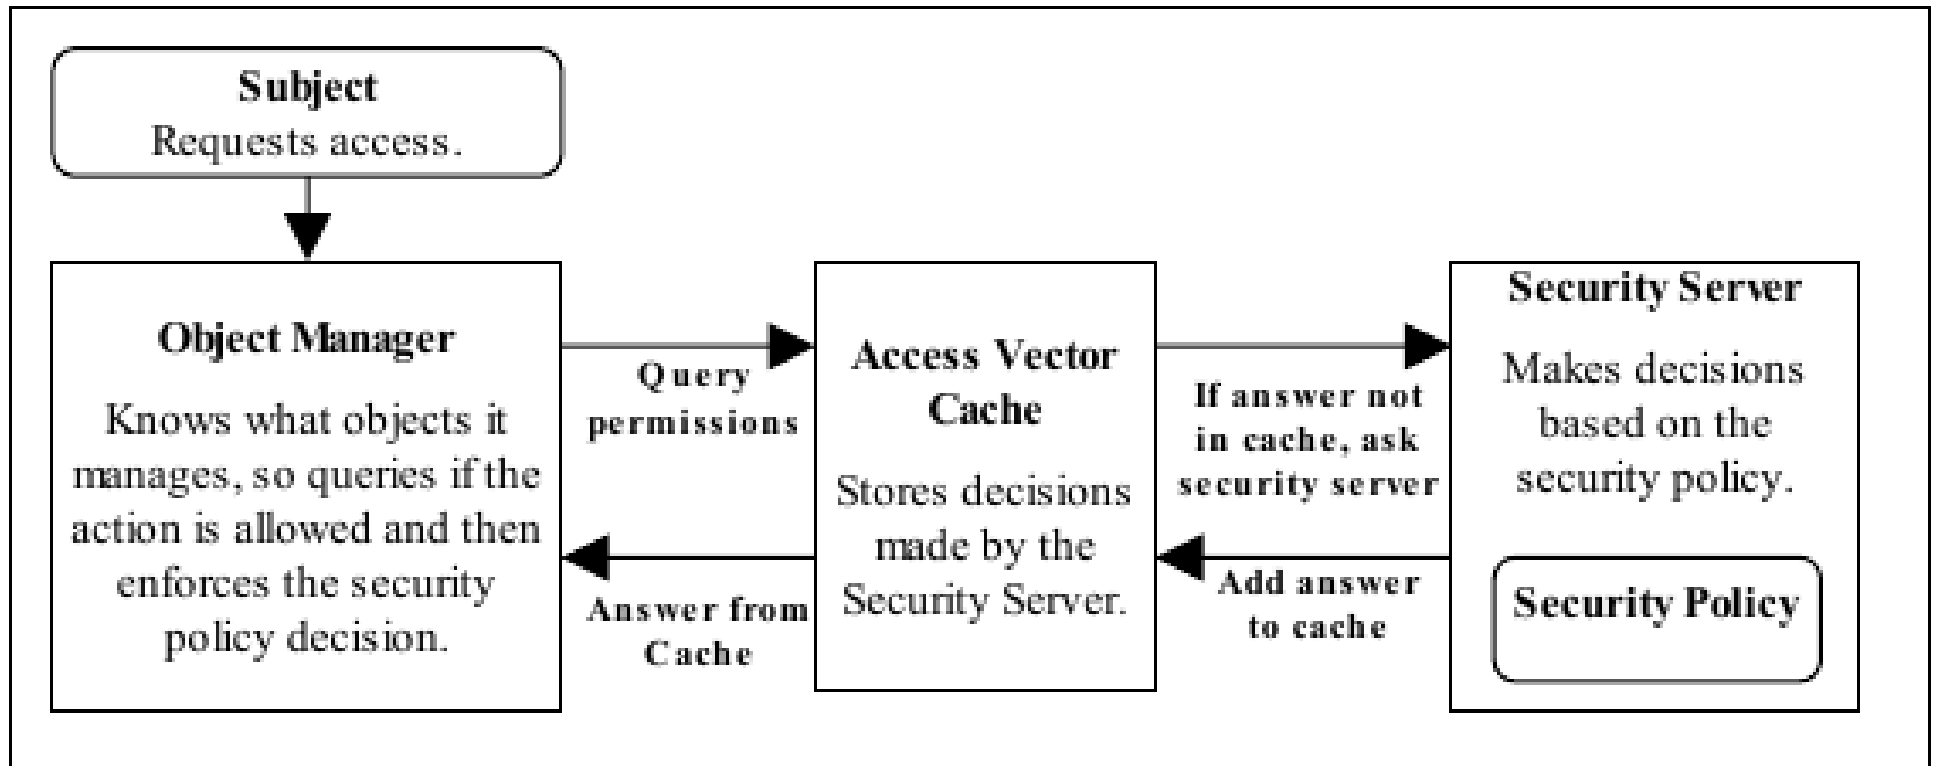 Subject
Requests access.
Object Manager
Knows what objects it
manages, so queries if the
action is allowed and then
enforces the security
policy decision.
Query
permissions
Answer from
Cache
Access Vector
Cache
Stores decisions
made by the
Security Server.
If answer not
in cache, ask
security server
Add answer
to cache
Security Server
Makes decisions
based on the
security policy.
Security Policy